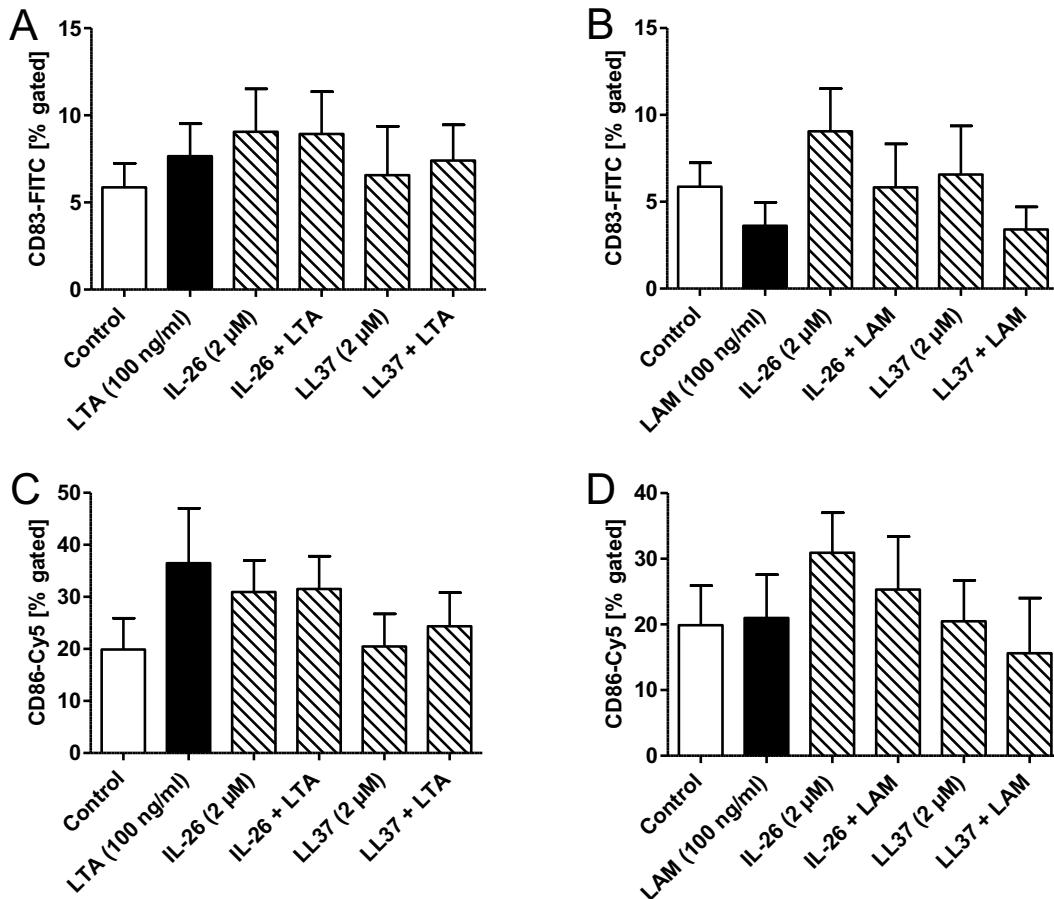 A
CD83-FITC [% gated]
15
10
5
0
Control
LTA (100 ng/ml)
IL-26 (2 µM)
IL-26 + LTA
LL37 (2 µM)
LL37 + LTA
B
CD83-FITC [% gated]
15
10
5
0
Control
LAM (100 ng/ml)
IL-26 (2 µM)
IL-26 + LAM
LL37 (2 µM)
LL37 + LAM
C
CD86-Cy5 [% gated]
50
40
30
20
10
0
Control
LTA (100 ng/ml)
IL-26 (2 µM)
IL-26 + LTA
LL37 (2 µM)
LL37 + LTA
D
CD86-Cy5 [% gated]
40
30
20
10
0
Control
LAM (100 ng/ml)
IL-26 (2 µM)
IL-26 + LAM
LL37 (2 µM)
LL37 + LAM